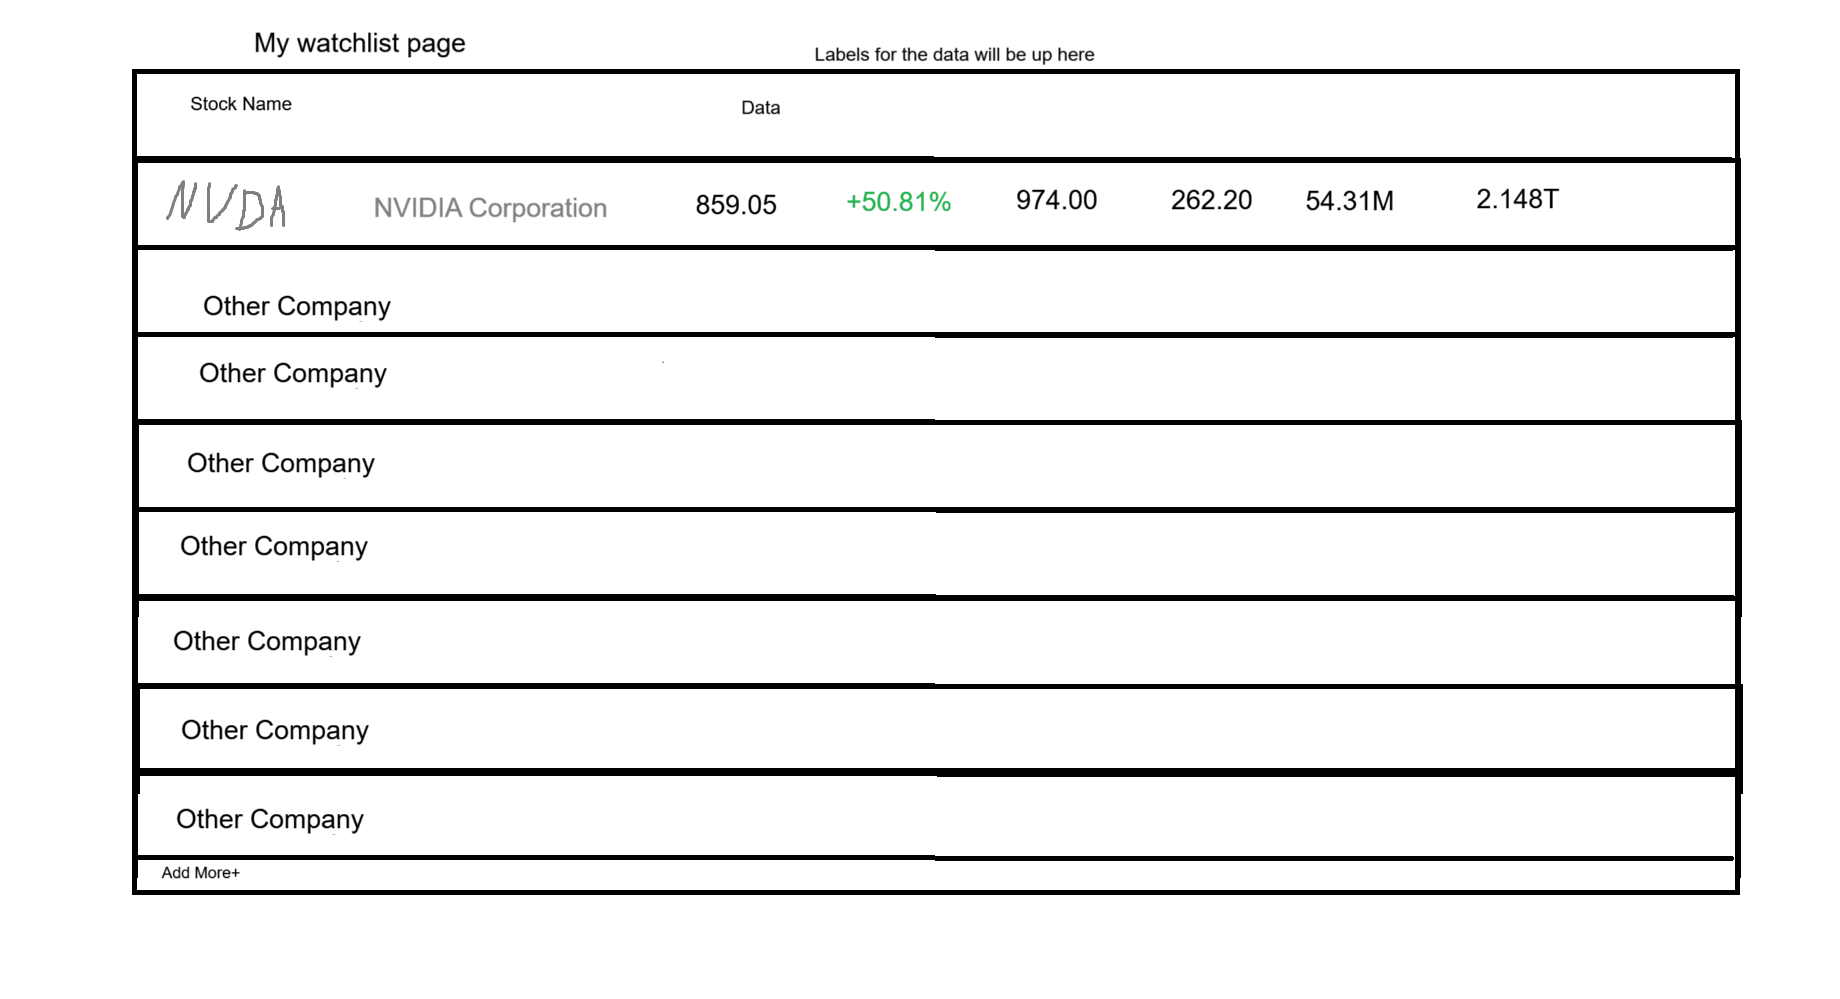 My watchlist page
Labels for the data will be up here
Stock Name Data
NVDA NVIDIA Corporation 859.05 +50.81% 974.00 262.20 54.31M 2.148T
Other Company
Other Company
Other Company
Other Company
Other Company
Other Company
Other Company
Add More+